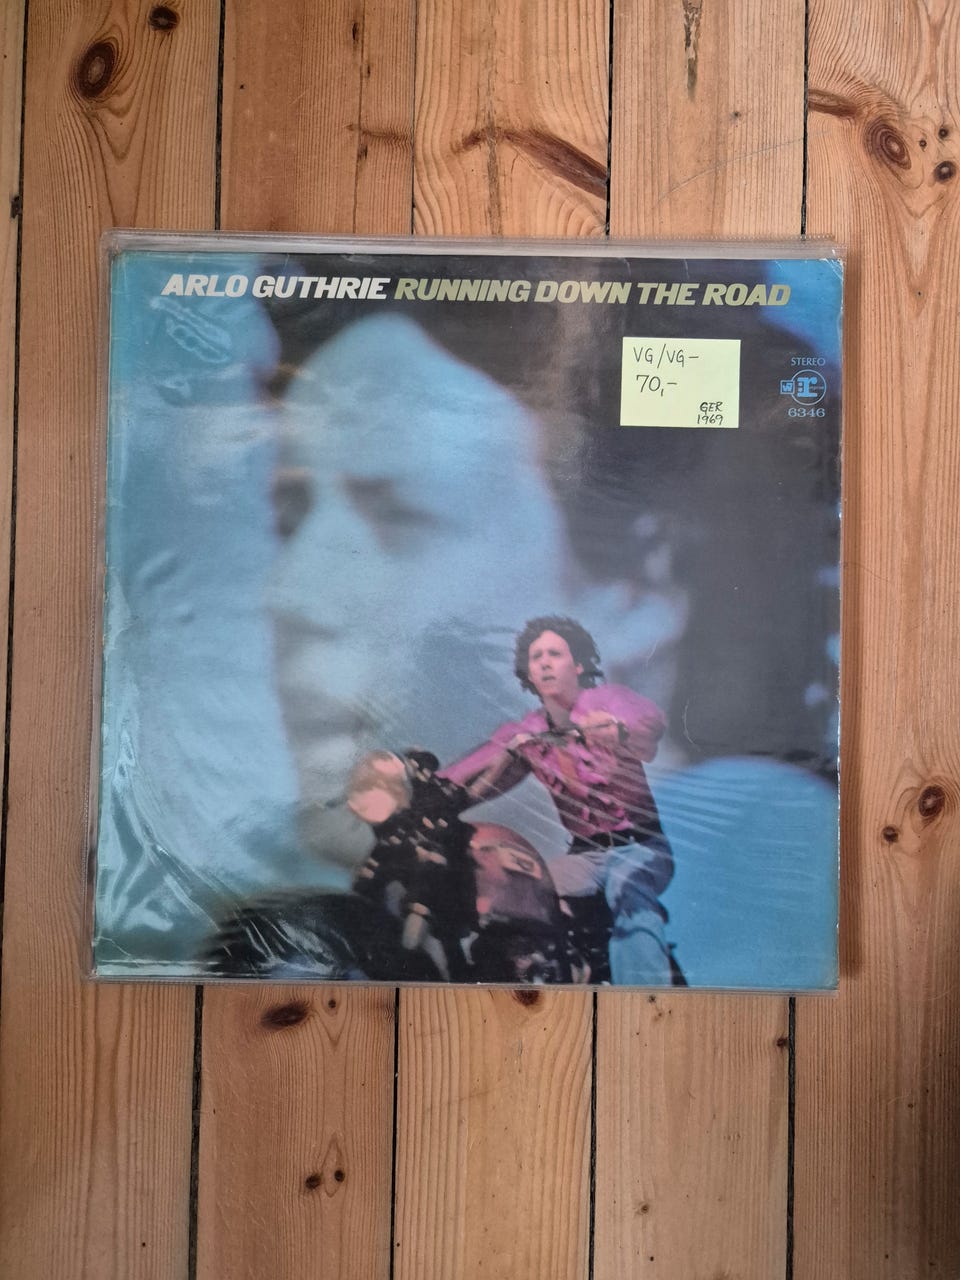 ARLO GUTHRIE RUNNING DOWN THE ROAD
VG/VG-
70,-
GER
1969
STEREO
r
6346